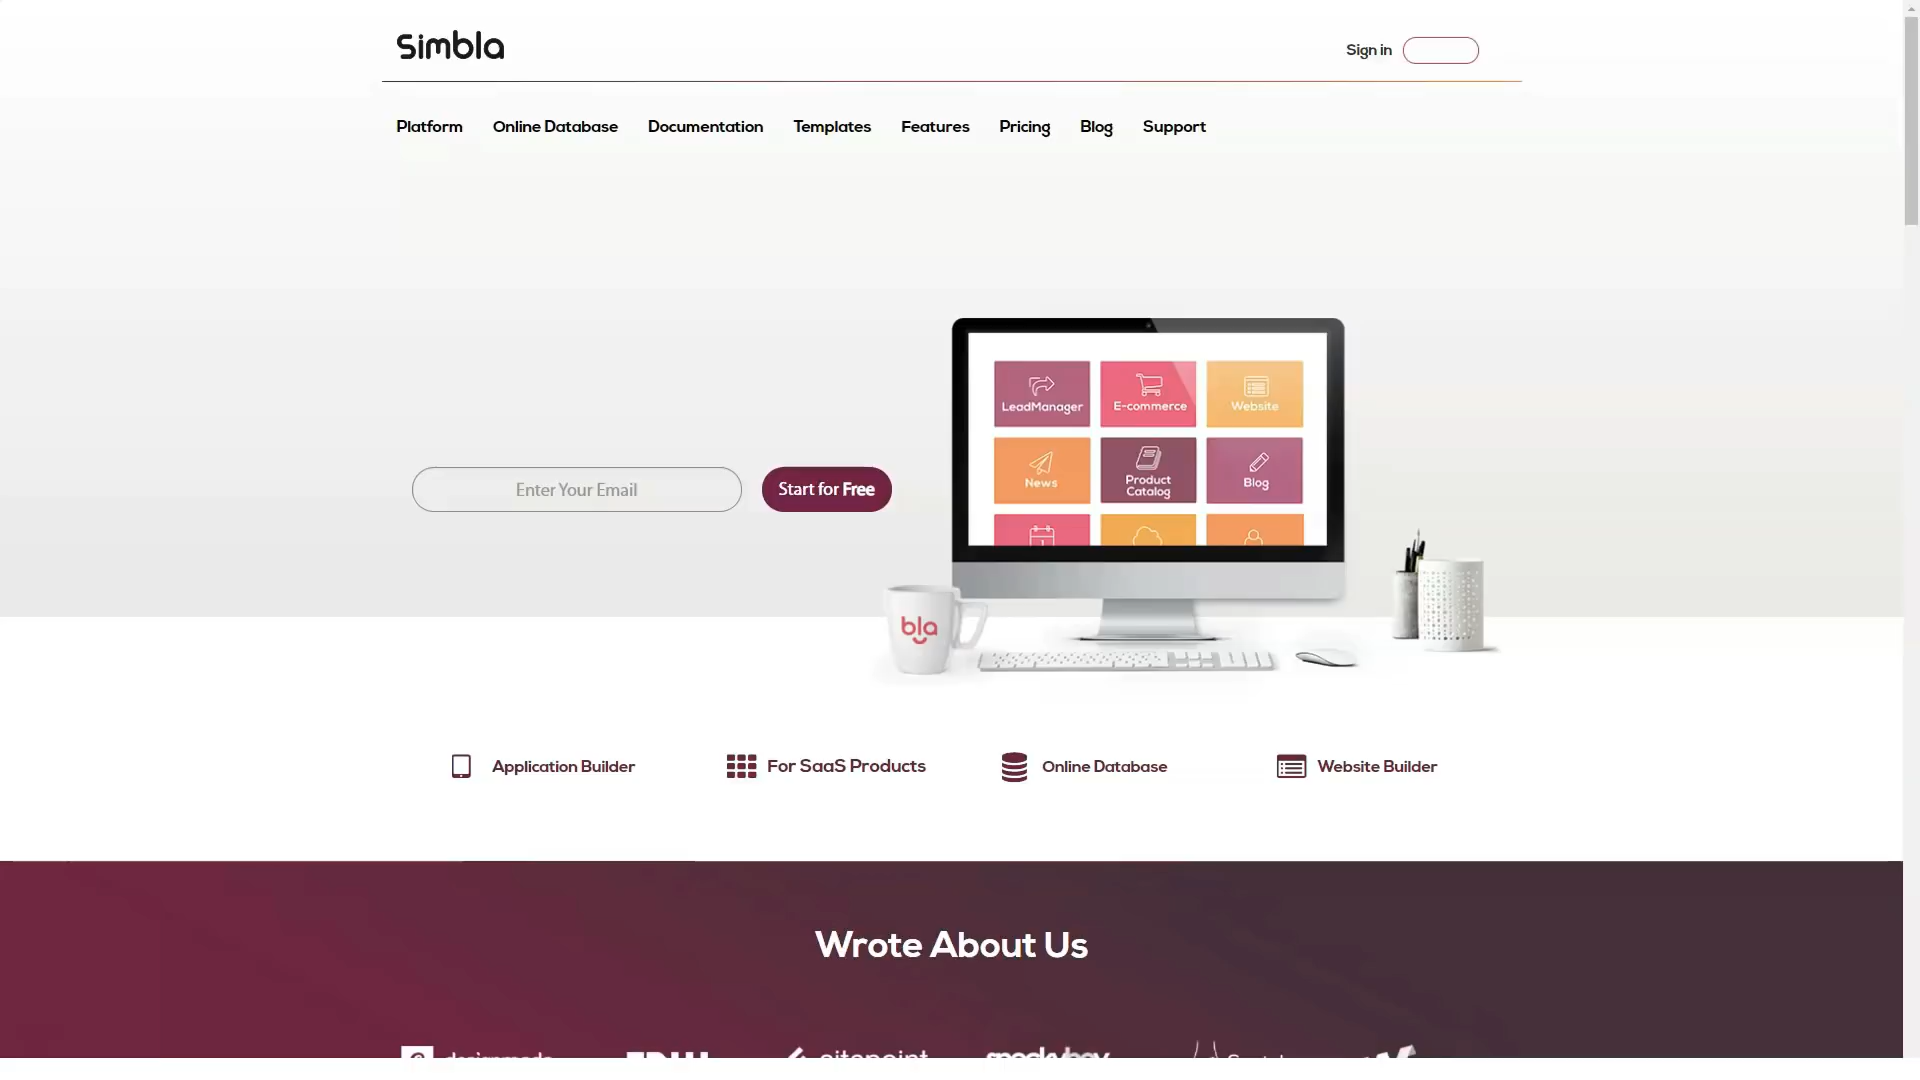 Simbla
Sign in
Platform
Online Database
Documentation
Templates
Features
Pricing
Blog
Support
LeadManager
E-commerce
Website
News
Product
Catalog
Blog
Enter Your Email
Start for Free
bla
Application Builder
For SaaS Products
Online Database
Website Builder
Wrote About Us